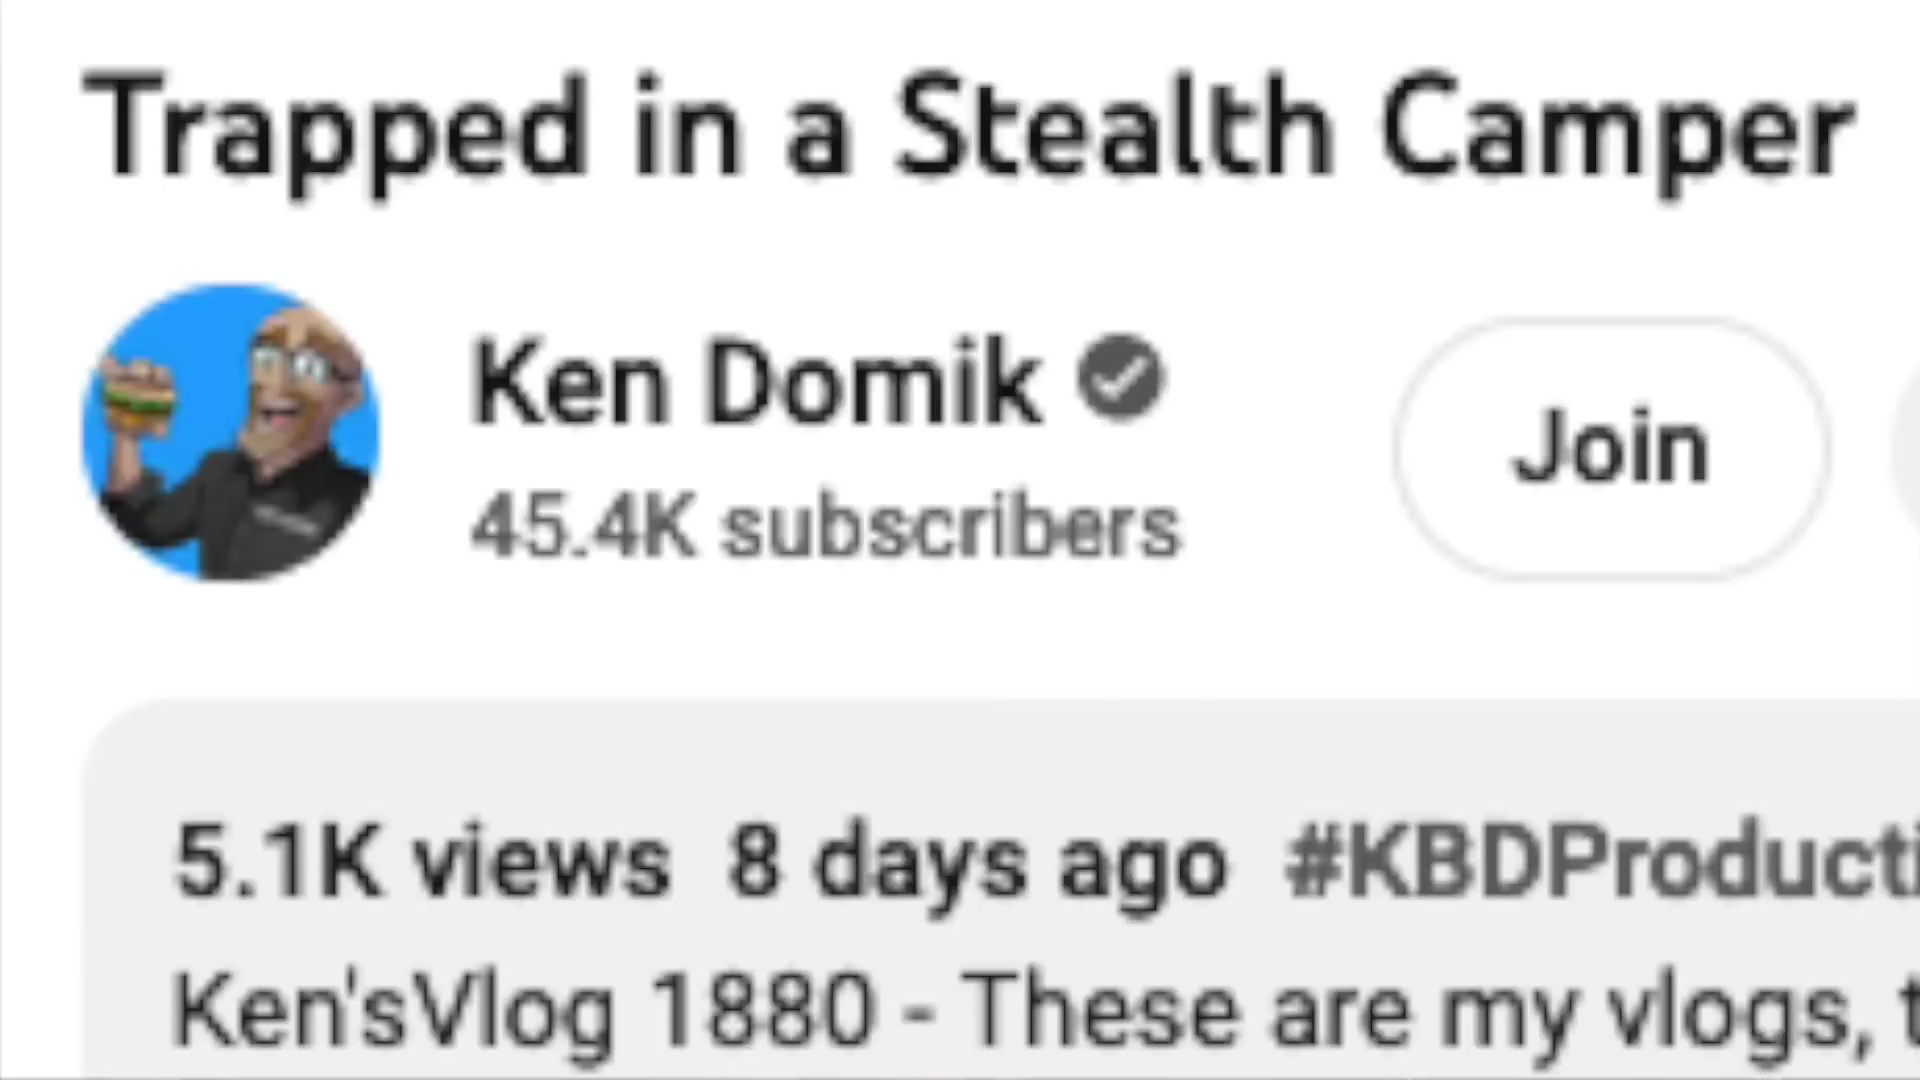 Trapped in a Stealth Camper
Ken Domik
45.4K subscribers
Join
5.1K views 8 days ago #KBDProducti
Ken'sVlog 1880 - These are my vlogs, t